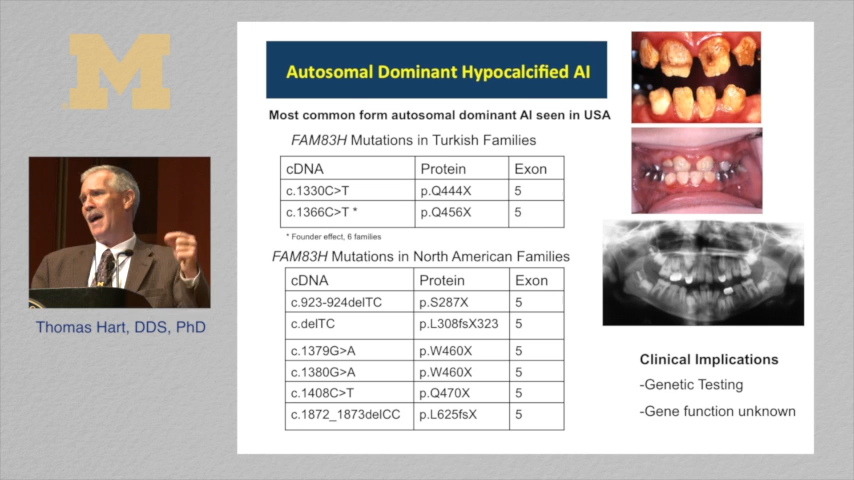 M
Thomas Hart, DDS, PhD
Autosomal Dominant Hypocalcified AI
Most common form autosomal dominant AI seen in USA
FAM83H Mutations in Turkish Families
cDNA Protein Exon
c.1330C>T p.Q444X 5
c.1366C>T * p.Q456X 5
* Founder effect, 6 families
FAM83H Mutations in North American Families
cDNA Protein Exon
c.923-924delTC p.S287X 5
c.delTC p.L308fsX323 5
c.1379G>A p.W460X 5
c.1380G>A p.W460X 5
c.1408C>T p.Q470X 5
c.1872_1873delCC p.L625fsX 5
Clinical Implications
-Genetic Testing
-Gene function unknown